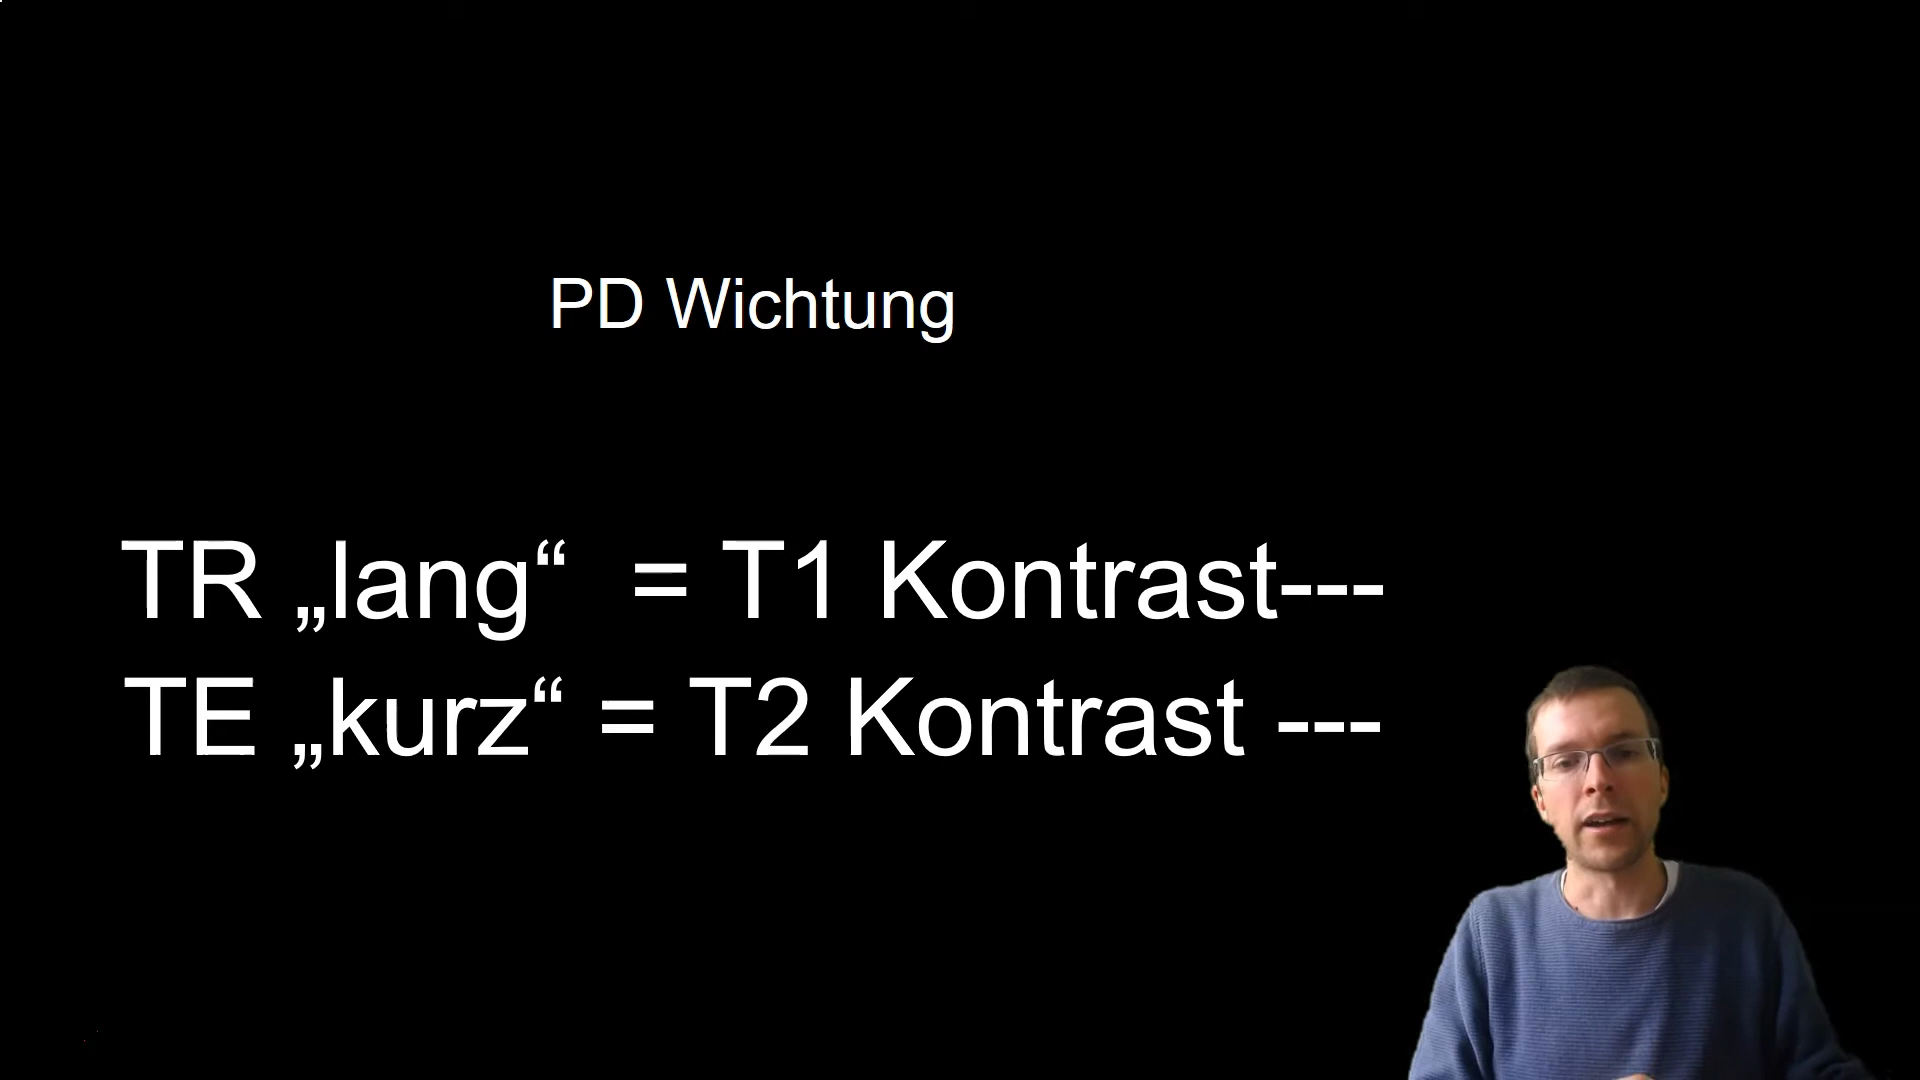 PD Wichtung
TR „lang“ = T1 Kontrast---
TE „kurz“ = T2 Kontrast ---